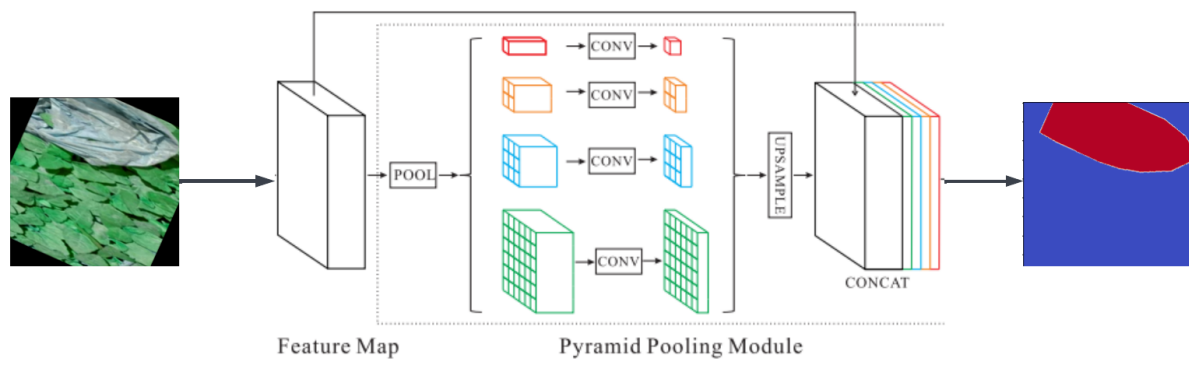 CONV
CONV
POOL
CONV
UPSAMPLE
CONV
CONCAT
Feature Map
Pyramid Pooling Module